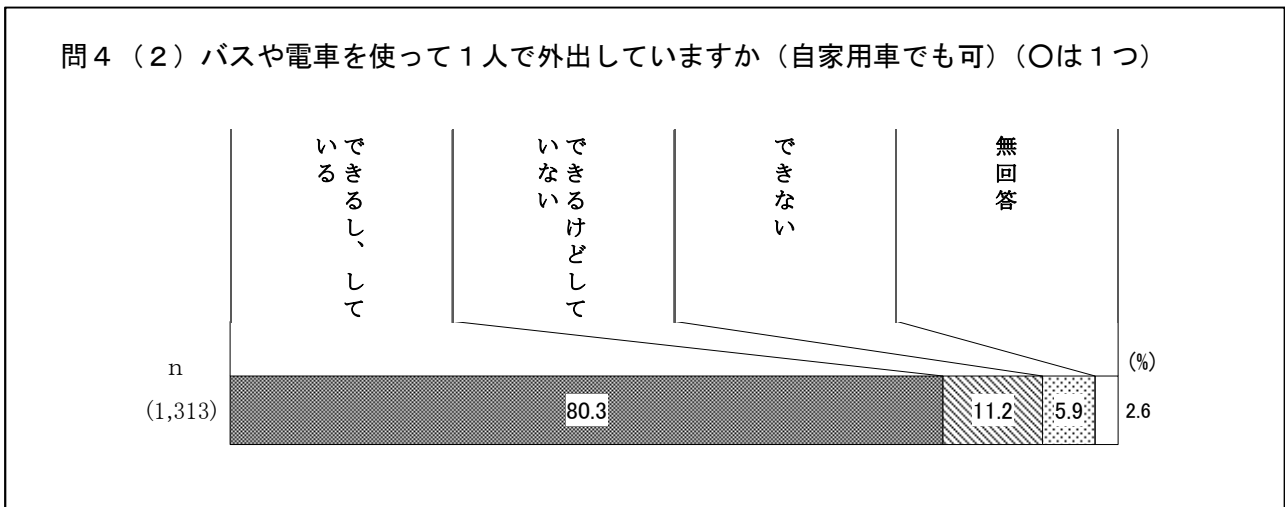 問４（２）バスや電車を使って１人で外出していますか（自家用車でも可）（〇は１つ）
できるし、して
いる
できるけどして
いない
できない
無回答
(%)
n
(1,313)
80.3
11.2
5.9
2.6